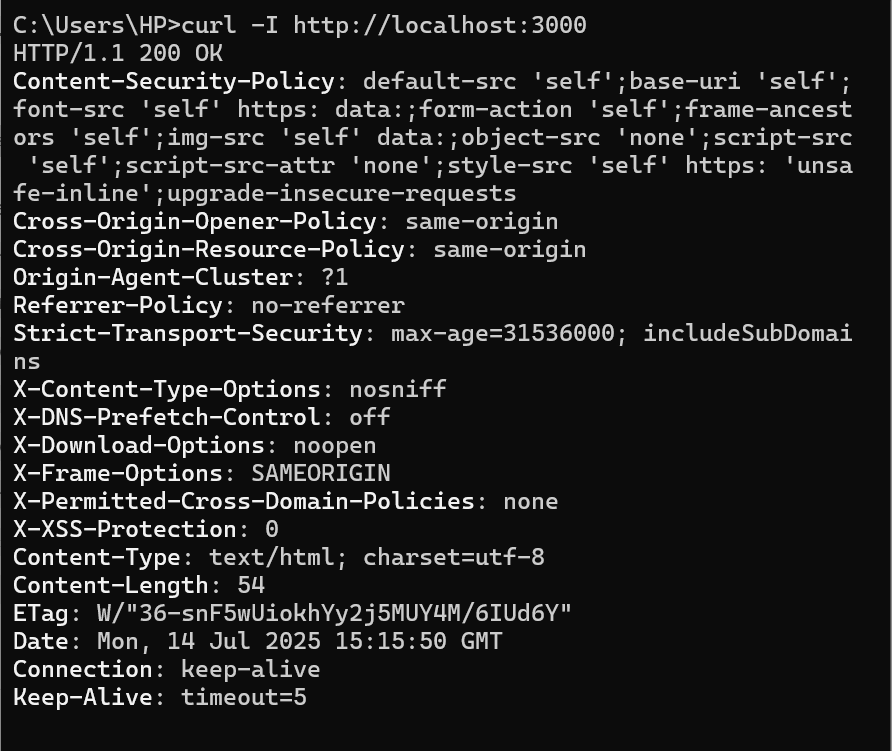 C:\Users\HP>curl -I http://localhost:3000
HTTP/1.1 200 OK
Content-Security-Policy: default-src 'self';base-uri 'self';
font-src 'self' https: data:;form-action 'self';frame-ancest
ors 'self';img-src 'self' data:;object-src 'none';script-src
 'self';script-src-attr 'none';style-src 'self' https: 'unsa
fe-inline';upgrade-insecure-requests
Cross-Origin-Opener-Policy: same-origin
Cross-Origin-Resource-Policy: same-origin
Origin-Agent-Cluster: ?1
Referrer-Policy: no-referrer
Strict-Transport-Security: max-age=31536000; includeSubDomai
ns
X-Content-Type-Options: nosniff
X-DNS-Prefetch-Control: off
X-Download-Options: noopen
X-Frame-Options: SAMEORIGIN
X-Permitted-Cross-Domain-Policies: none
X-XSS-Protection: 0
Content-Type: text/html; charset=utf-8
Content-Length: 54
ETag: W/"36-snF5wUiokhYy2j5MUY4M/6IUd6Y"
Date: Mon, 14 Jul 2025 15:15:50 GMT
Connection: keep-alive
Keep-Alive: timeout=5